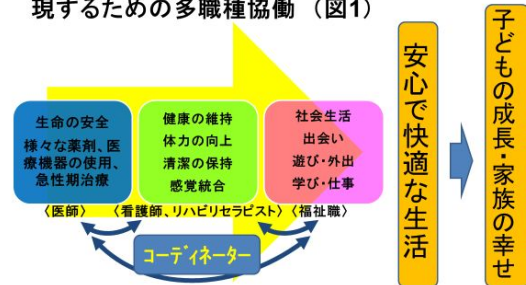 現するための多職種協働 （図1）
生命の安全
様々な薬剤、医
療機器の使用、
急性期治療
健康の維持
体力の向上
清潔の保持
感覚統合
社会生活
出会い
遊び・外出
学び・仕事
〈医師〉 〈看護師、リハビリセラピスト〉 〈福祉職〉
コーディネーター
安心で快適な生活
子どもの成長・家族の幸せ